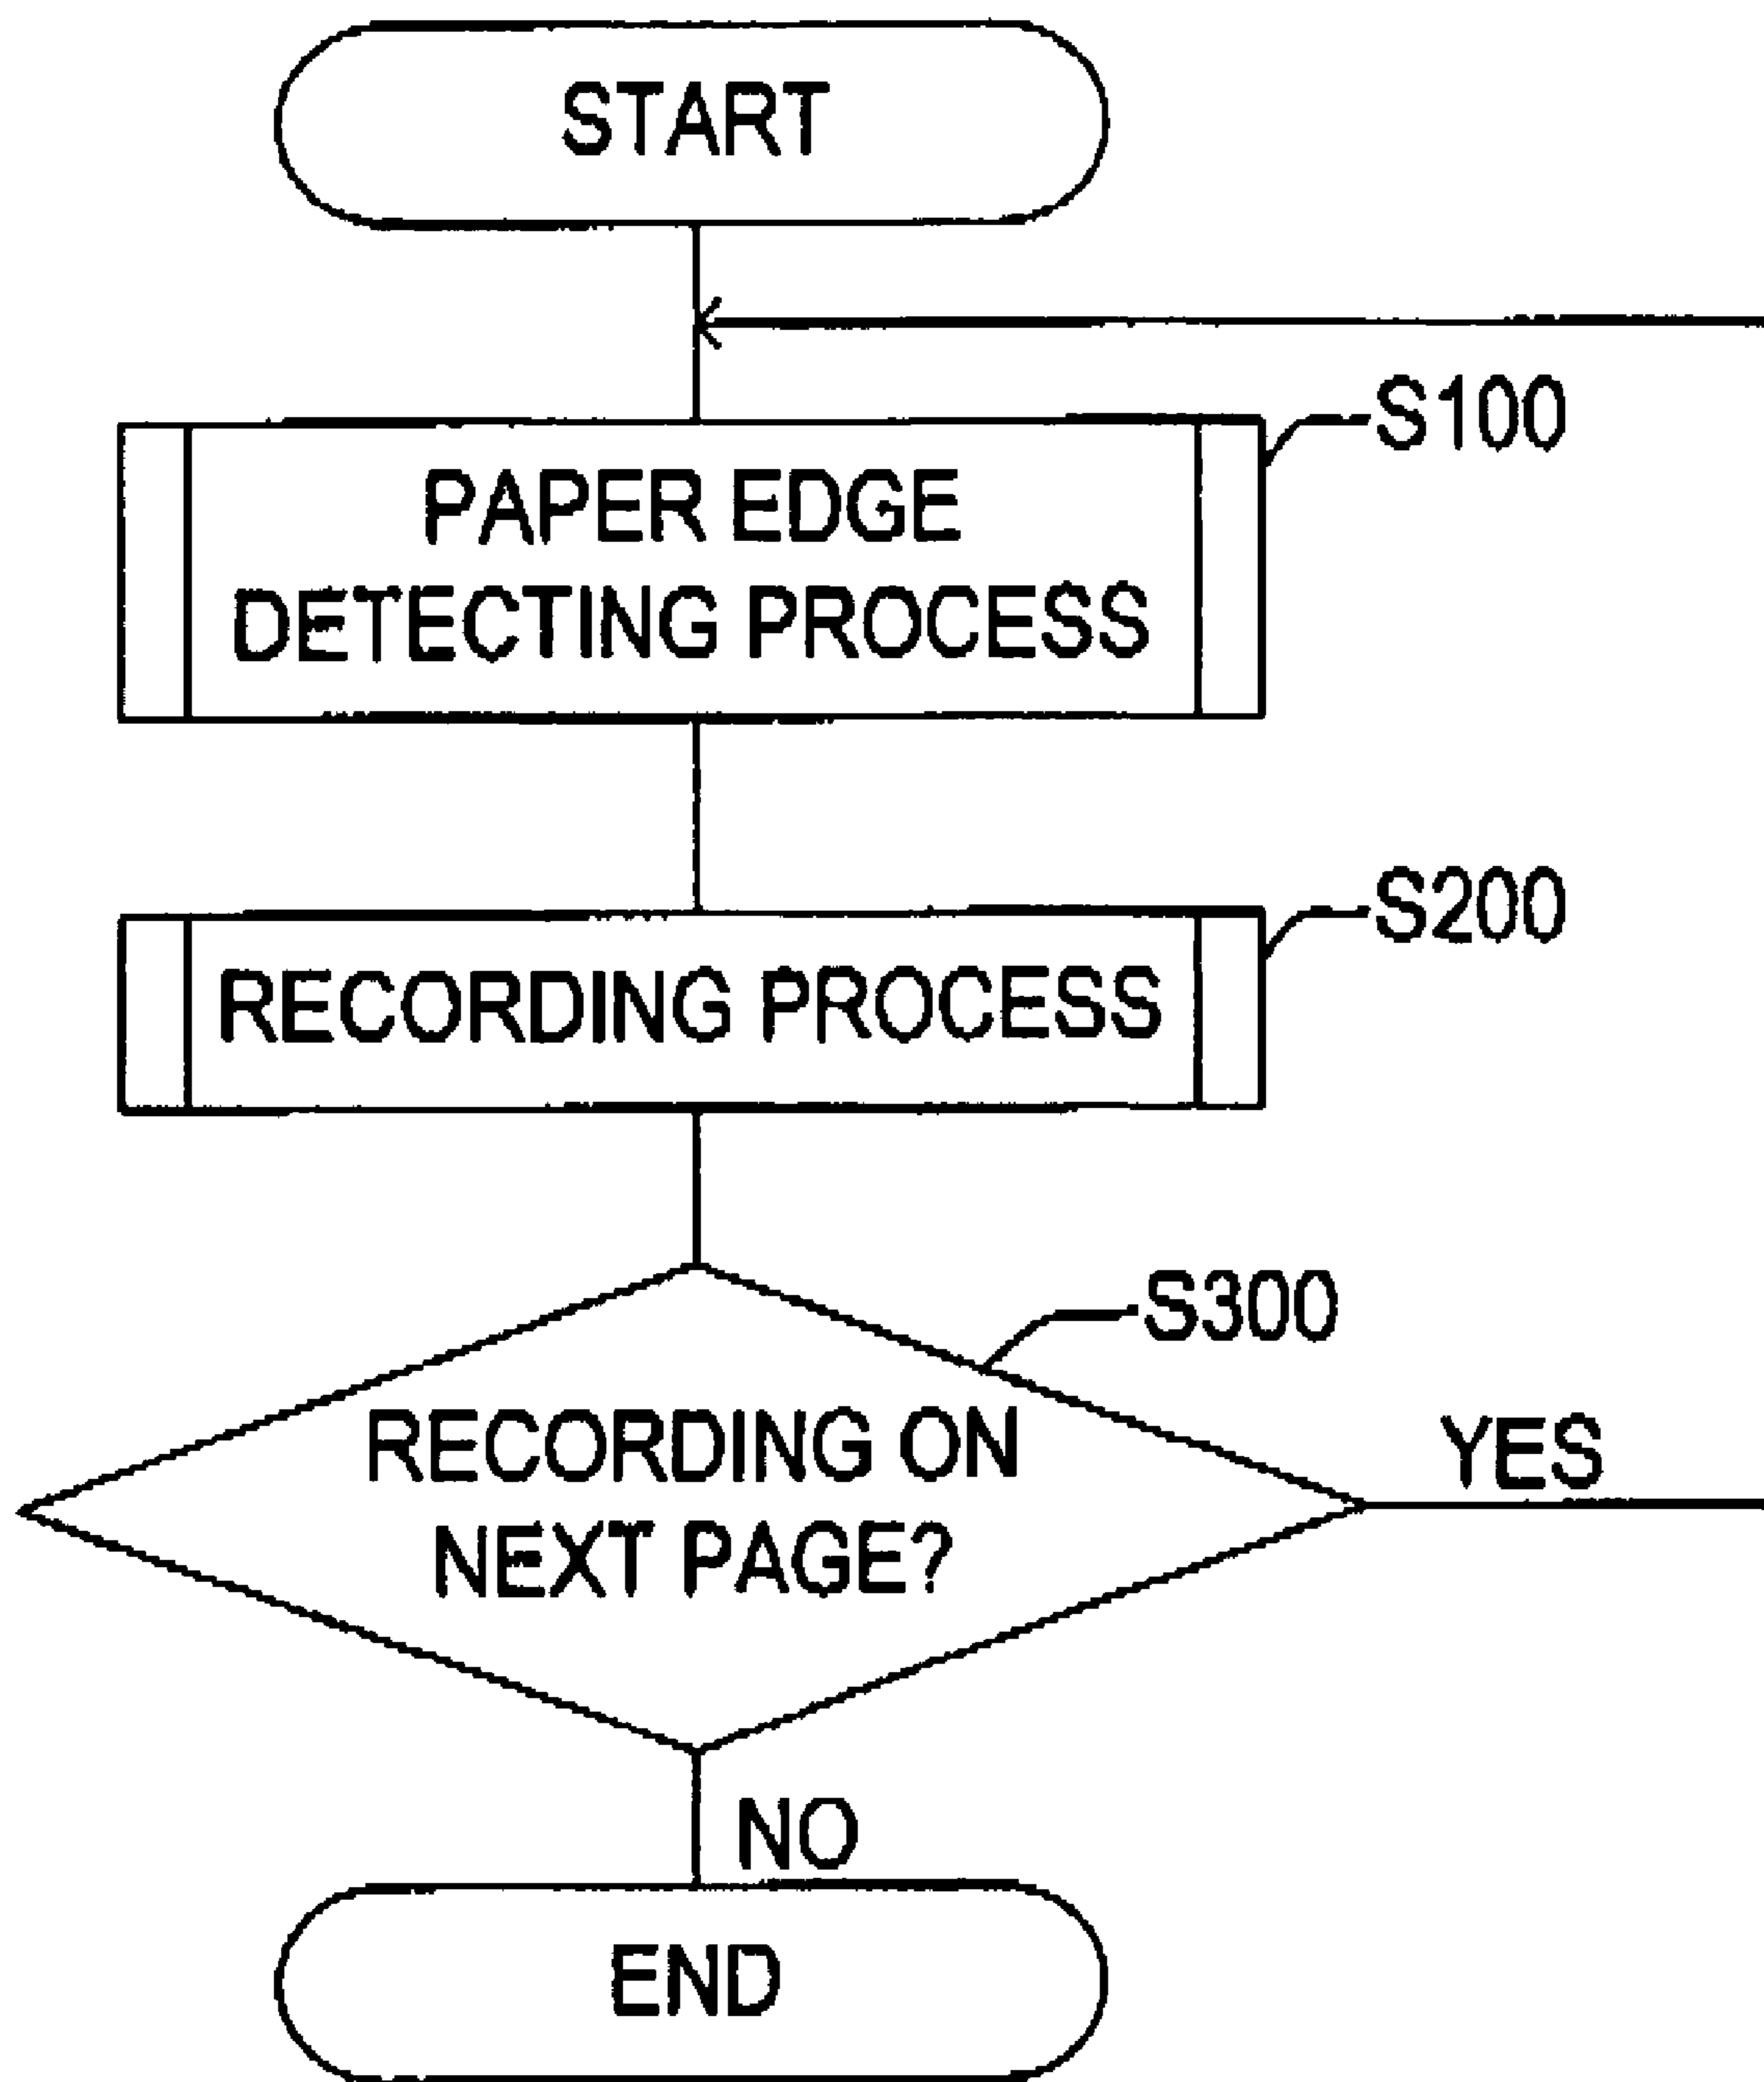 START
S100
PAPER EDGE
DETECTING PROCESS
S200
RECORDING PROCESS
S300
RECORDING ON
NEXT PAGE?
YES
NO
END